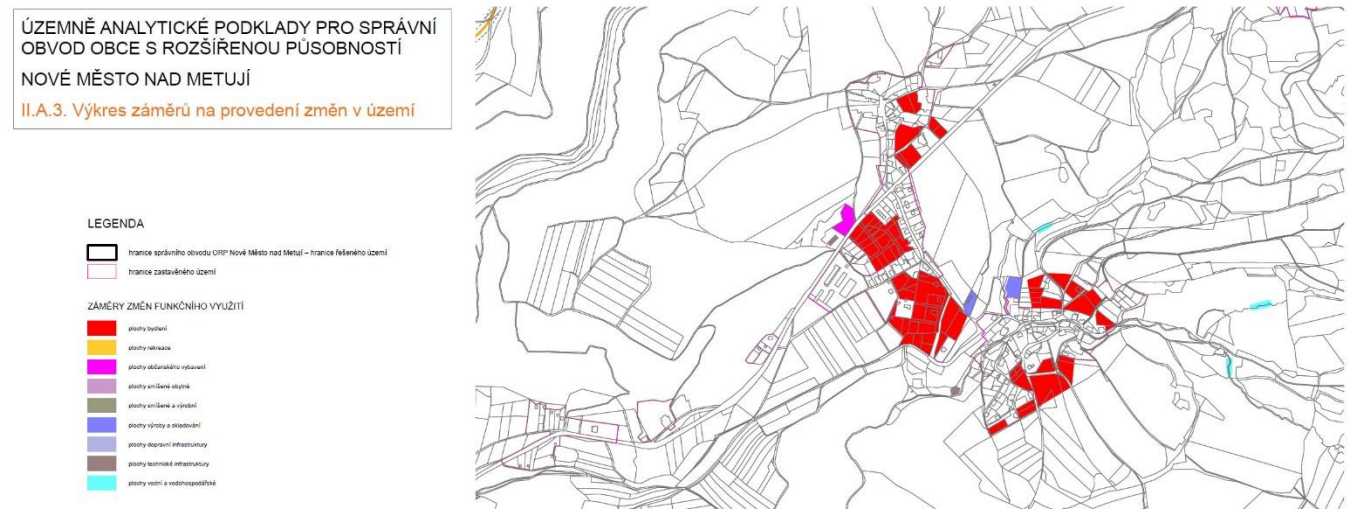 ÚZEMNĚ ANALYTICKÉ PODKLADY PRO SPRÁVNÍ
OBVOD OBCE S ROZŠÍŘENOU PŮSOBNOSTÍ
NOVÉ MĚSTO NAD METUJÍ
II.A.3. Výkres záměrů na provedení změn v území
LEGENDA
hranice správního obvodu ORP Nové Město nad Metují – hranice řešeného území
hranice zastavěného území
ZÁMĚRY ZMĚN FUNKČNÍHO VYUŽITÍ
plochy bydlení
plochy rekreace
plochy občanského vybavení
plochy smíšené obytné
plochy smíšené a výrobní
plochy výroby a skladování
plochy dopravní infrastruktury
plochy technické infrastruktury
plochy vodní a vodohospodářské